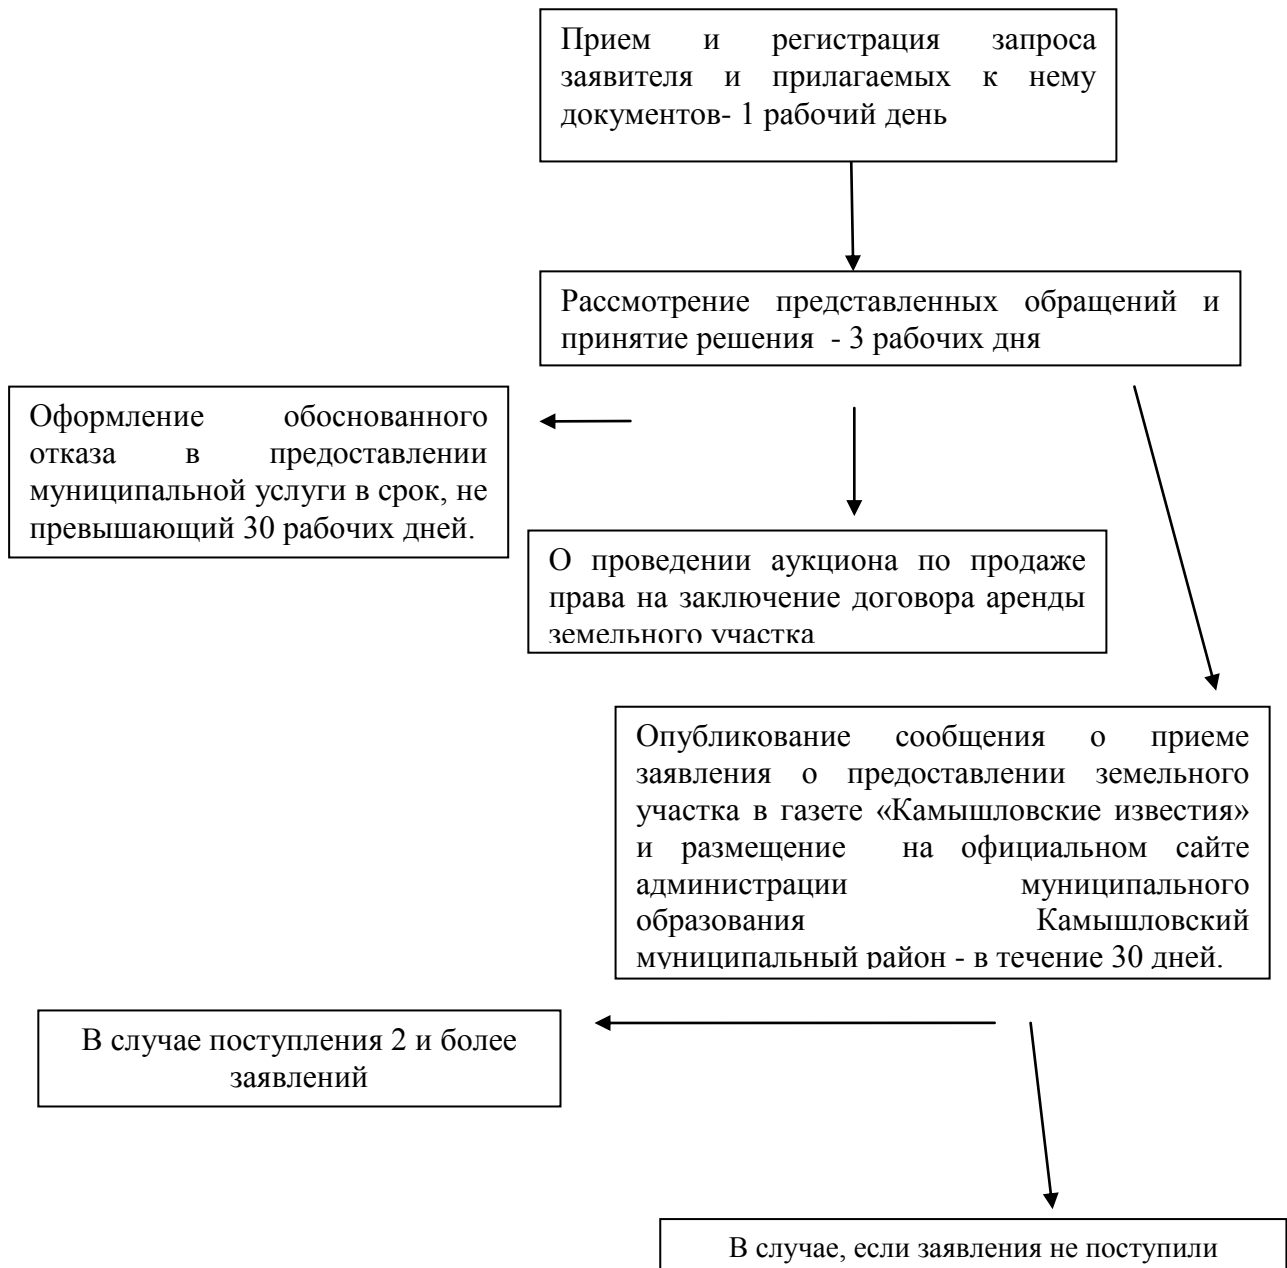 Прием и регистрация запроса
заявителя и прилагаемых к нему
документов- 1 рабочий день
Рассмотрение представленных обращений и
принятие решения - 3 рабочих дня
Оформление обоснованного
отказа в предоставлении
муниципальной услуги в срок, не
превышающий 30 рабочих дней.
О проведении аукциона по продаже
права на заключение договора аренды
земельного участка
Опубликование сообщения о приеме
заявления о предоставлении земельного
участка в газете «Камышловские известия»
и размещение на официальном сайте
администрации муниципального
образования Камышловский
муниципальный район - в течение 30 дней.
В случае поступления 2 и более
заявлений
В случае, если заявления не поступили